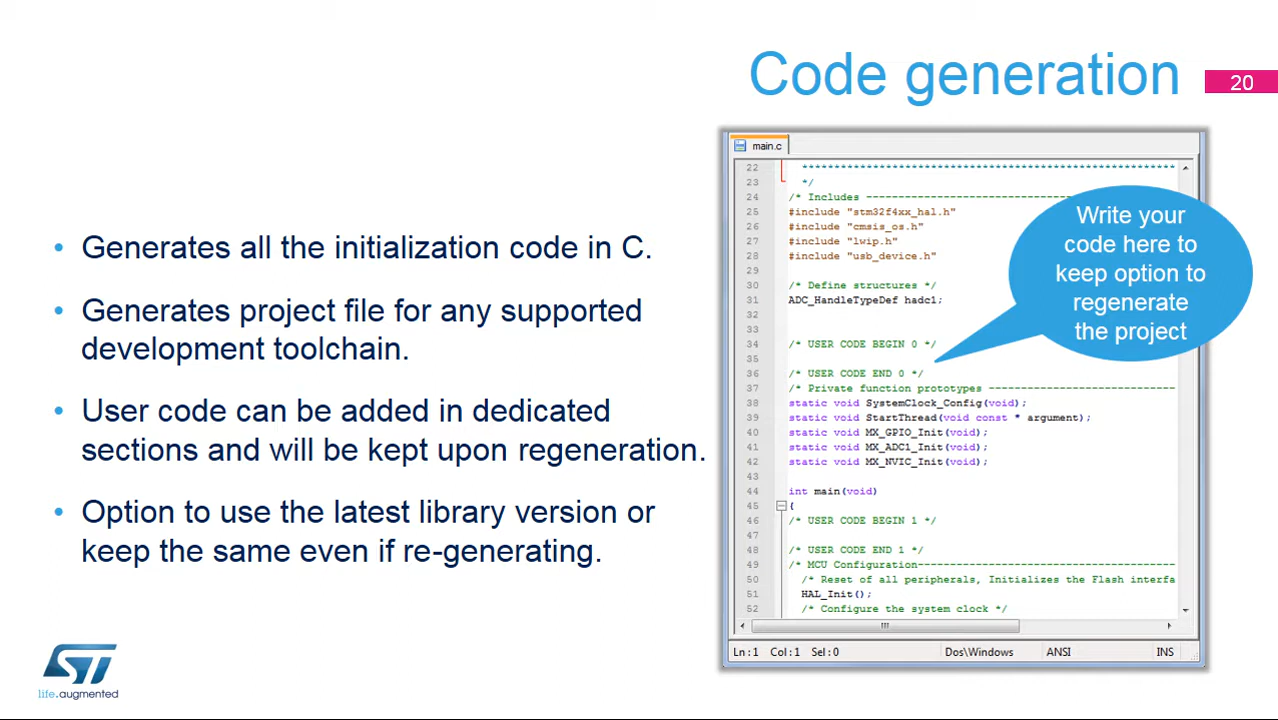 Code generation
20
• Generates all the initialization code in C.
• Generates project file for any supported
development toolchain.
• User code can be added in dedicated
sections and will be kept upon regeneration.
• Option to use the latest library version or
keep the same even if re-generating.
main.c
22 **********************************************************
23 */
24 /* Includes --------------------------------
25 #include "stm32f4xx_hal.h"
26 #include "cmsis_os.h"
27 #include "lwip.h"
28 #include "usb_device.h"
29
30 /* Define structures */
31 ADC_HandleTypeDef hadc1;
32
33
34 /* USER CODE BEGIN 0 */
35
36 /* USER CODE END 0 */
37 /* Private function prototypes -----------------------------
38 static void SystemClock_Config(void);
39 static void StartThread(void const * argument);
40 static void MX_GPIO_Init(void);
41 static void MX_ADC1_Init(void);
42 static void MX_NVIC_Init(void);
43
44 int main(void)
45 {
46 /* USER CODE BEGIN 1 */
47
48 /* USER CODE END 1 */
49 /* MCU Configuration----------------------------------------
50 /* Reset of all peripherals, Initializes the Flash interfa
51 HAL_Init();
52 /* Configure the system clock */
Write your
code here to
keep option to
regenerate
the project
Ln:1 Col:1 Sel:0 Dos\Windows ANSI INS
ST
life.augmented